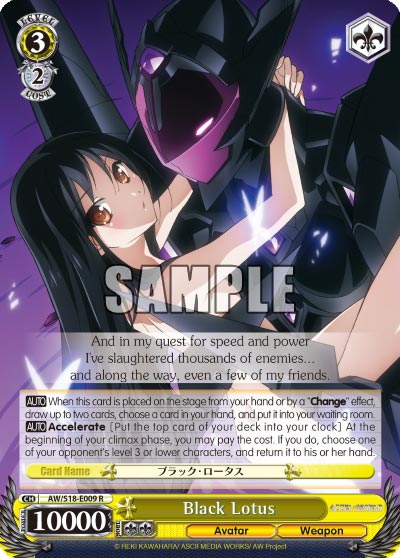 LEVEL
3
2
COST
SAMPLE
And in my quest for speed and power
I've slaughtered thousands of enemies...
and along the way, even a few of my friends.
AUTO When this card is placed on the stage from your hand or by a "Change" effect,
draw up to two cards, choose a card in your hand, and put it into your waiting room.
AUTO Accelerate [Put the top card of your deck into your clock] At the
beginning of your climax phase, you may pay the cost. If you do, choose one
of your opponent's level 3 or lower characters, and return it to his or her hand.
Card Name ブラック・ロータス
CH AW/S18-E009 R
POWER 10000 SOUL Black Lotus
Avatar Weapon
© REKI KAWAHARA/ ASCII MEDIA WORKS/ AW Project